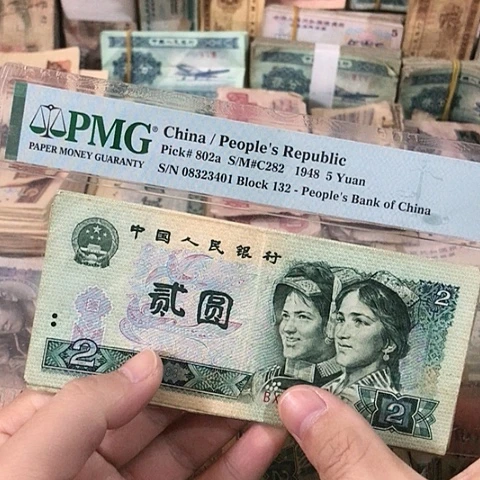 PMG®
PAPER MONEY GUARANTY
China / People's Republic
Pick# 802a S/M#C282 1948 5 Yuan
S/N 08323401 Block 132 - People's Bank of China
中国人民银行
贰圆
2
2
2
5